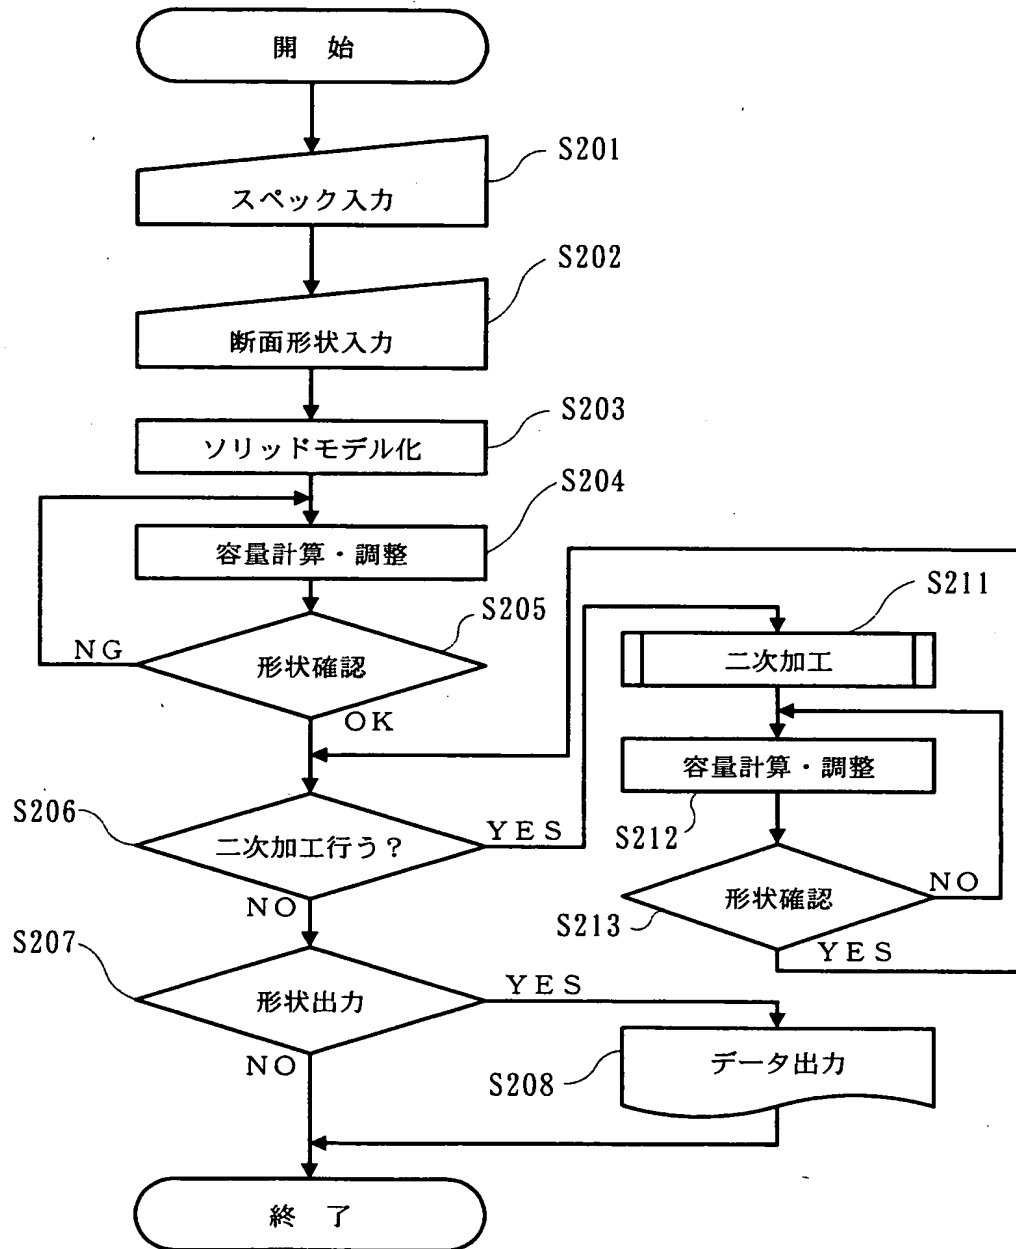 開 始
S201
スペック入力
S202
断面形状入力
S203
ソリッドモデル化
S204
容量計算・調整
S205
NG
形状確認
OK
S206
二次加工行う？
YES
NO
S211
二次加工
容量計算・調整
S212
形状確認
NO
S213
YES
S207
形状出力
YES
NO
データ出力
S208
終 了